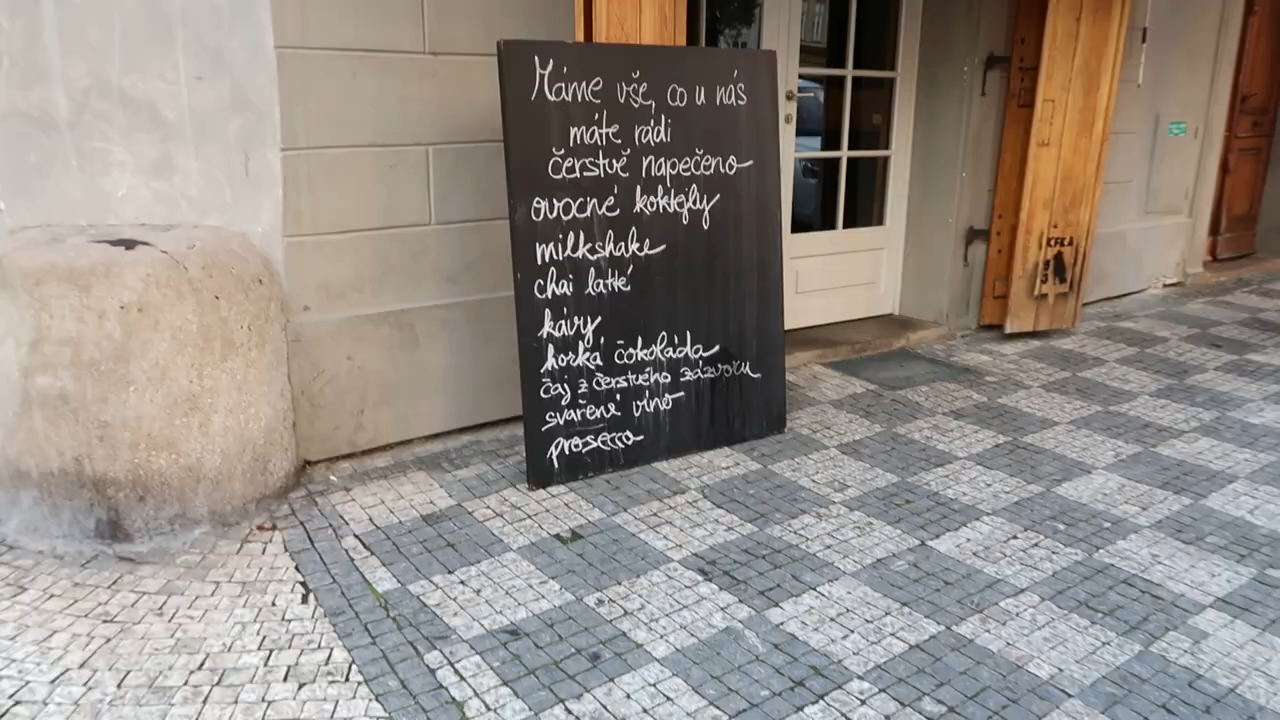 Máme vše, co u nás
máte rádi
čerstvě napečeno
ovocné koktejly
milkshake
chai latté
kávy
horká čokoláda
čaj z čerstvého zázvoru
svařené víno
prosecco